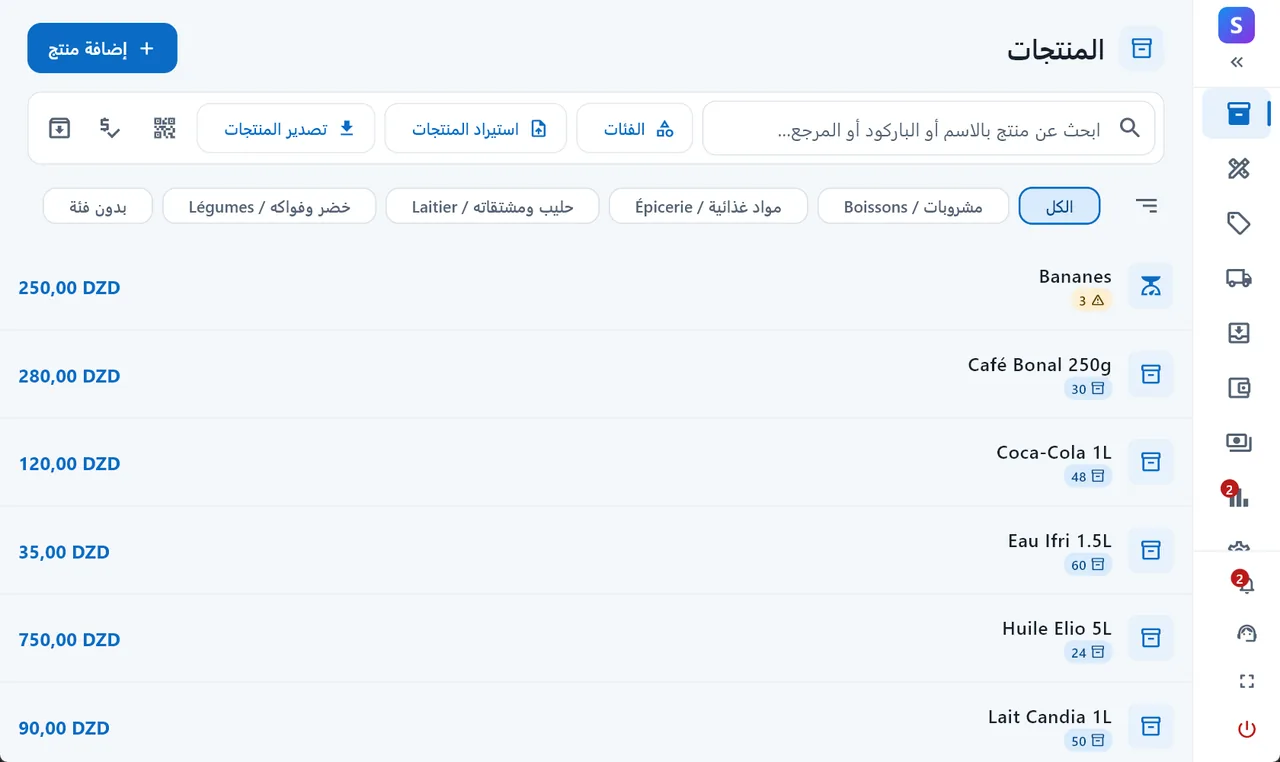 S
المنتجات
إضافة منتج
ابحث عن منتج بالاسم أو الباركود أو المرجع...
الفئات
استيراد المنتجات
تصدير المنتجات
الكل
مشروبات / Boissons
مواد غذائية / Épicerie
حليب ومشتقاته / Laitier
خضر وفواكه / Légumes
بدون فئة
Bananes
3
250,00 DZD
Café Bonal 250g
30
280,00 DZD
Coca-Cola 1L
48
120,00 DZD
Eau Ifri 1.5L
60
35,00 DZD
Huile Elio 5L
24
750,00 DZD
Lait Candia 1L
50
90,00 DZD
2
2